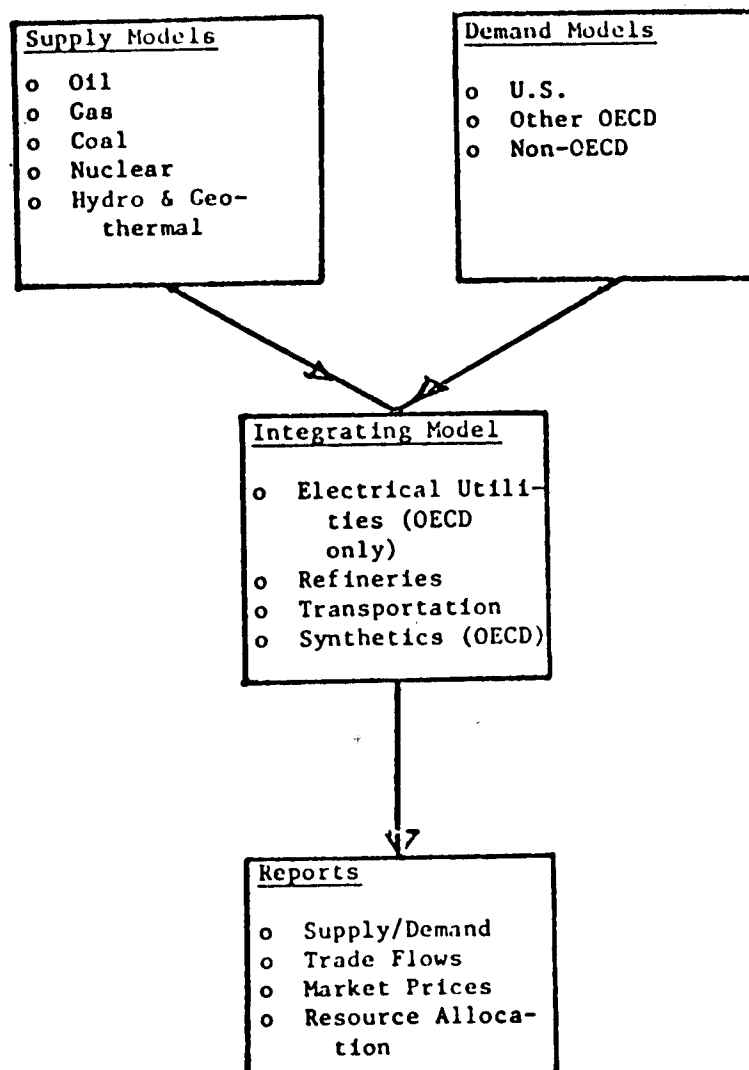 Supply Models
o Oil
o Gas
o Coal
o Nuclear
o Hydro & Geo-
thermal
Demand Models
o U.S.
o Other OECD
o Non-OECD
Integrating Model
o Electrical Utili-
ties (OECD
only)
o Refineries
o Transportation
o Synthetics (OECD)
Reports
o Supply/Demand
o Trade Flows
o Market Prices
o Resource Alloca-
tion